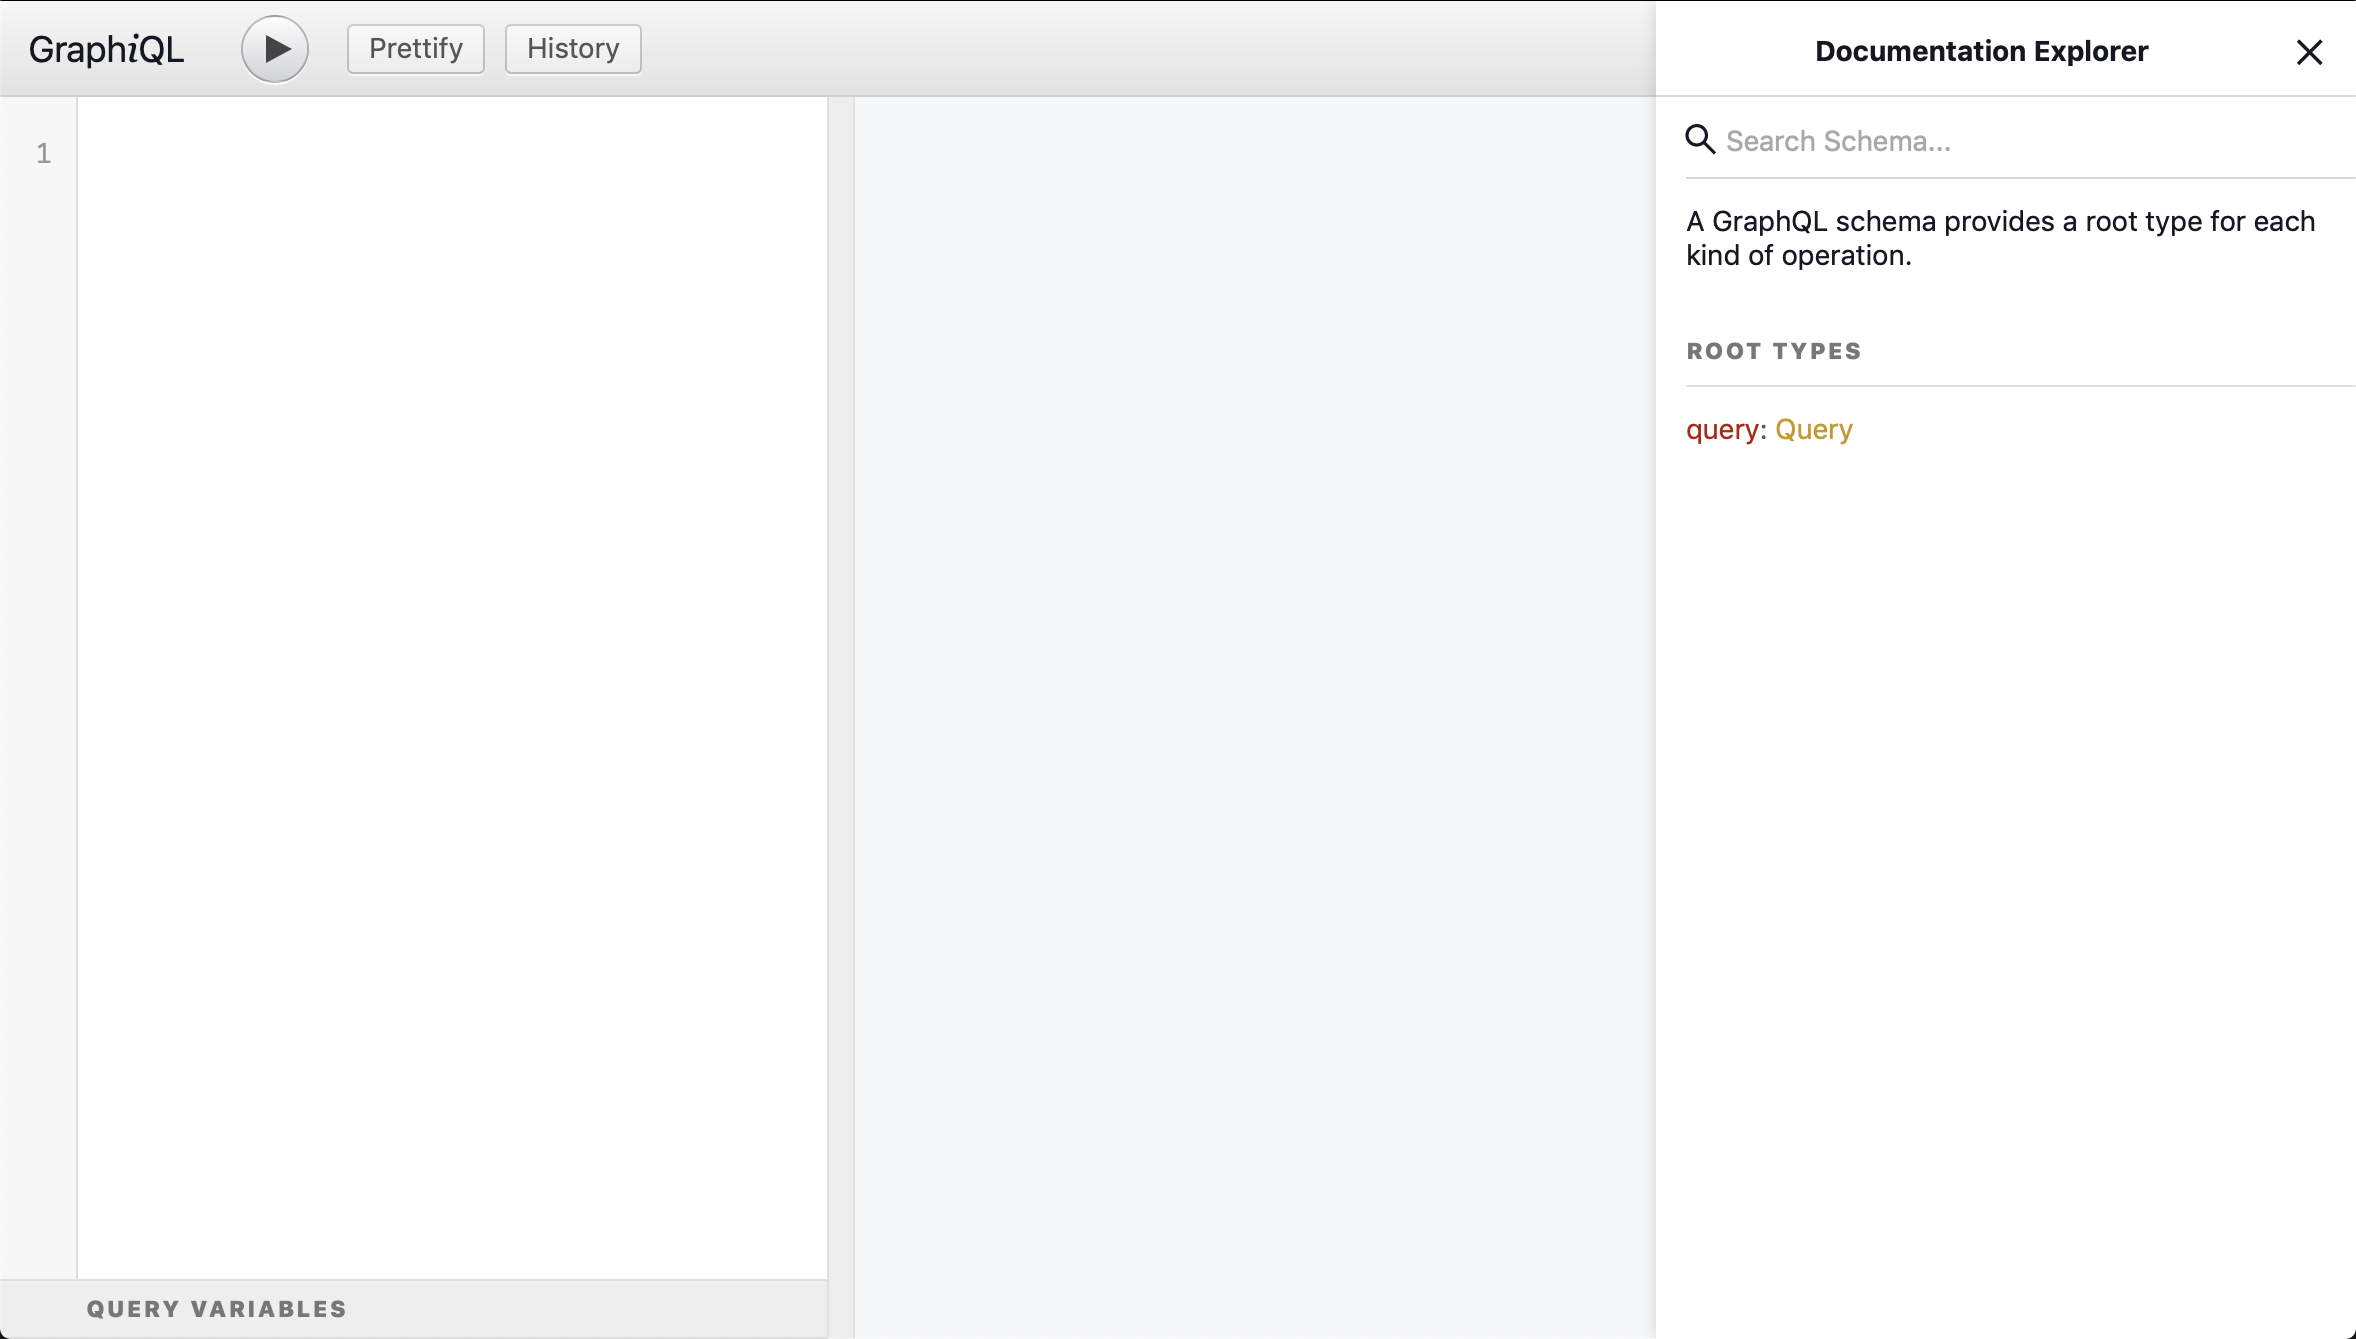 GraphiQL
Prettify
History
Documentation Explorer
1
Search Schema...
A GraphQL schema provides a root type for each
kind of operation.
ROOT TYPES
query: Query
QUERY VARIABLES